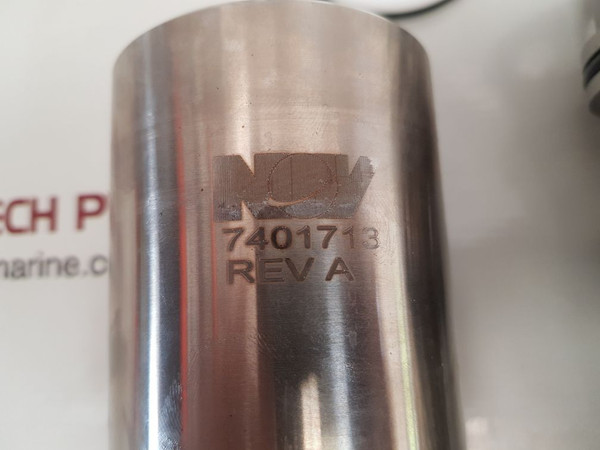 NOV
7401713
REV A
ECH P
marine.c